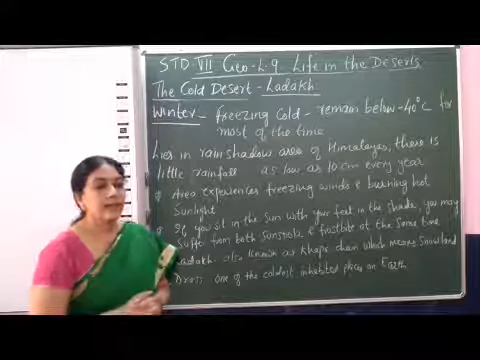 STD VII Geo-L.9. Life in the Deserts
The Cold Desert - Ladakh.
Winter - freezing Cold - remain below -40°C for
most of the time
Lies in rainshadow area of Himalayas, there is
little rainfall as low as 10cm every year
Area experiences freezing winds & burning hot
Sunlight
If you sit in the Sun with your feet in the shade, you may
suffer from both Sunstroke & frostbite at the Same time
Ladakh also known as Khapa chan which means Snow land
Drass one of the coldest inhabited places on Earth